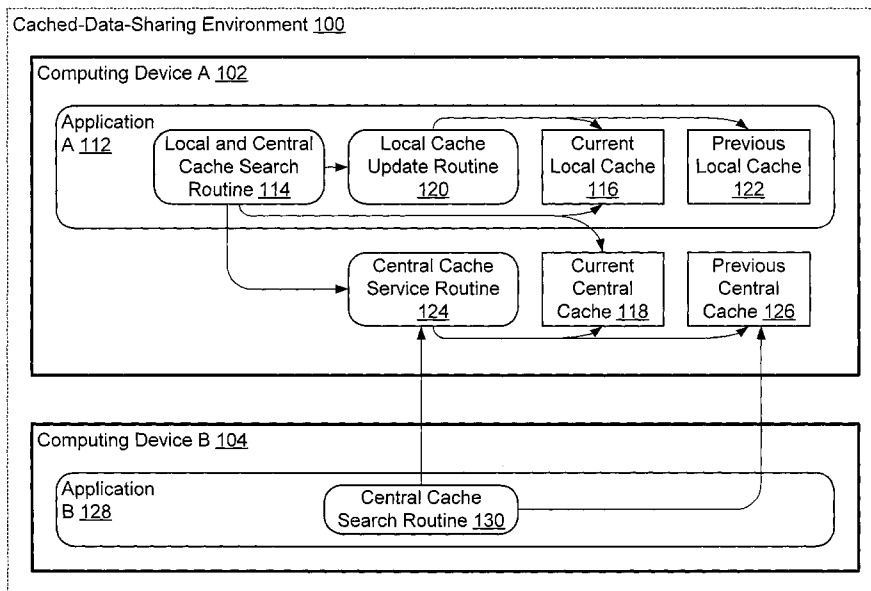 Cached-Data-Sharing Environment 100
Computing Device A 102
Application
A 112
Local and Central
Cache Search
Routine 114
Local Cache
Update Routine
120
Current
Local Cache
116
Previous
Local Cache
122
Central Cache
Service Routine
124
Current
Central
Cache 118
Previous
Central
Cache 126
Computing Device B 104
Application
B 128
Central Cache
Search Routine 130